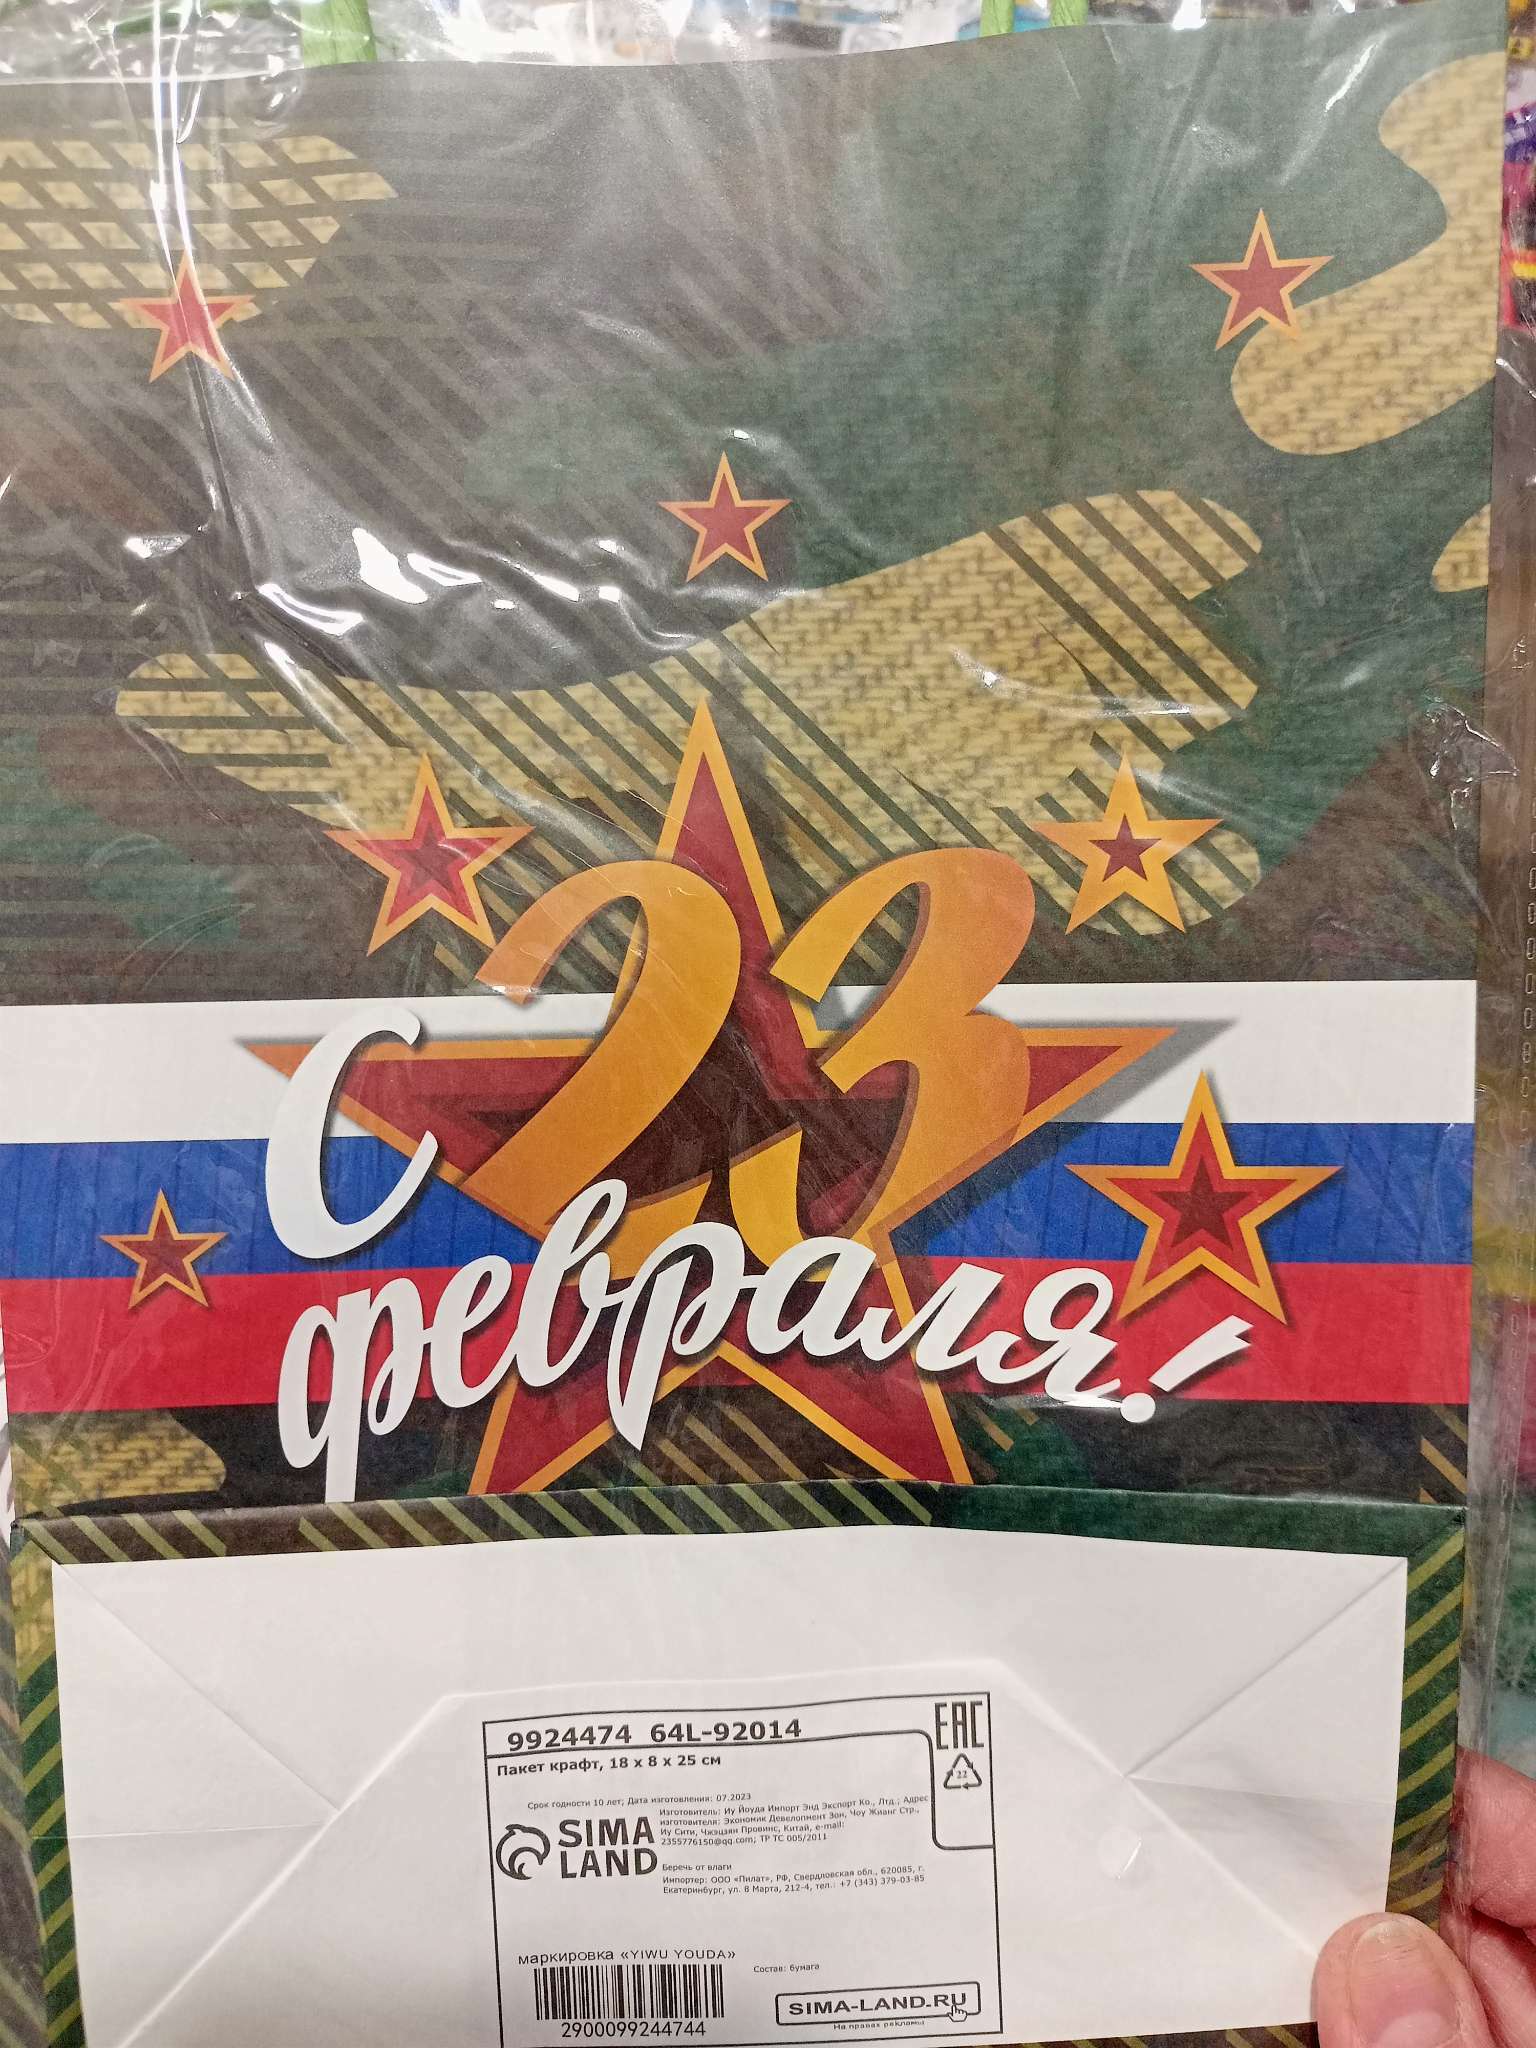 С 23
февраля!
9924474 64L-92014
EAC
Пакет крафт, 18 х 8 х 25 см
22
Срок годности 10 лет; Дата изготовления: 07.2023
Изготовитель: Иу Йоуда Импорт Энд Экспорт Ко., Лтд.; Адрес
изготовителя: Экономик Девелопмент Зон, Чоу Жианг Стр.,
Иу Сити, Чжэцзян Провинс, Китай, e-mail:
2355776150@qq.com; ТР ТС 005/2011
SIMA
LAND
Беречь от влаги
Импортер: ООО «Пилат», РФ, Свердловская обл., 620085, г.
Екатеринбург, ул. 8 Марта, 212-4, тел.: +7 (343) 379-03-85
маркировка «YIWU YOUDA»
Состав: бумага
SIMA-LAND.RU
На правах рекламы
2900099244744